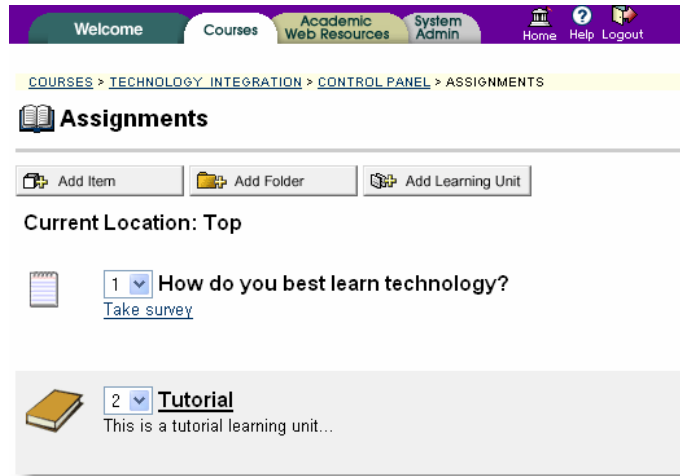 Welcome
Courses
Academic
Web Resources
System
Admin
Home Help Logout
COURSES > TECHNOLOGY INTEGRATION > CONTROL PANEL > ASSIGNMENTS
Assignments
Add Item
Add Folder
Add Learning Unit
Current Location: Top
1 How do you best learn technology?
Take survey
2 Tutorial
This is a tutorial learning unit...